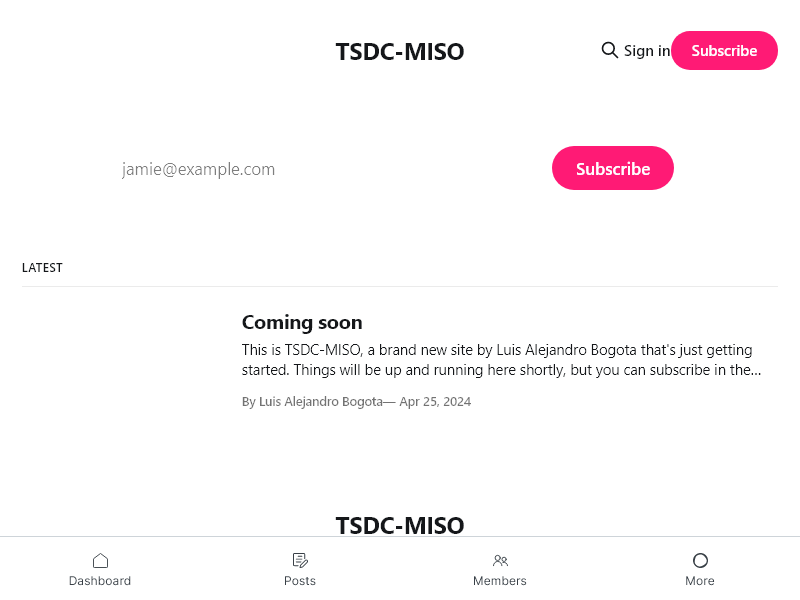 TSDC-MISO
Sign in
Subscribe
jamie@example.com
Subscribe
LATEST
Coming soon
This is TSDC-MISO, a brand new site by Luis Alejandro Bogota that's just getting
started. Things will be up and running here shortly, but you can subscribe in the…
By Luis Alejandro Bogota— Apr 25, 2024
TSDC-MISO
Dashboard
Posts
Members
More